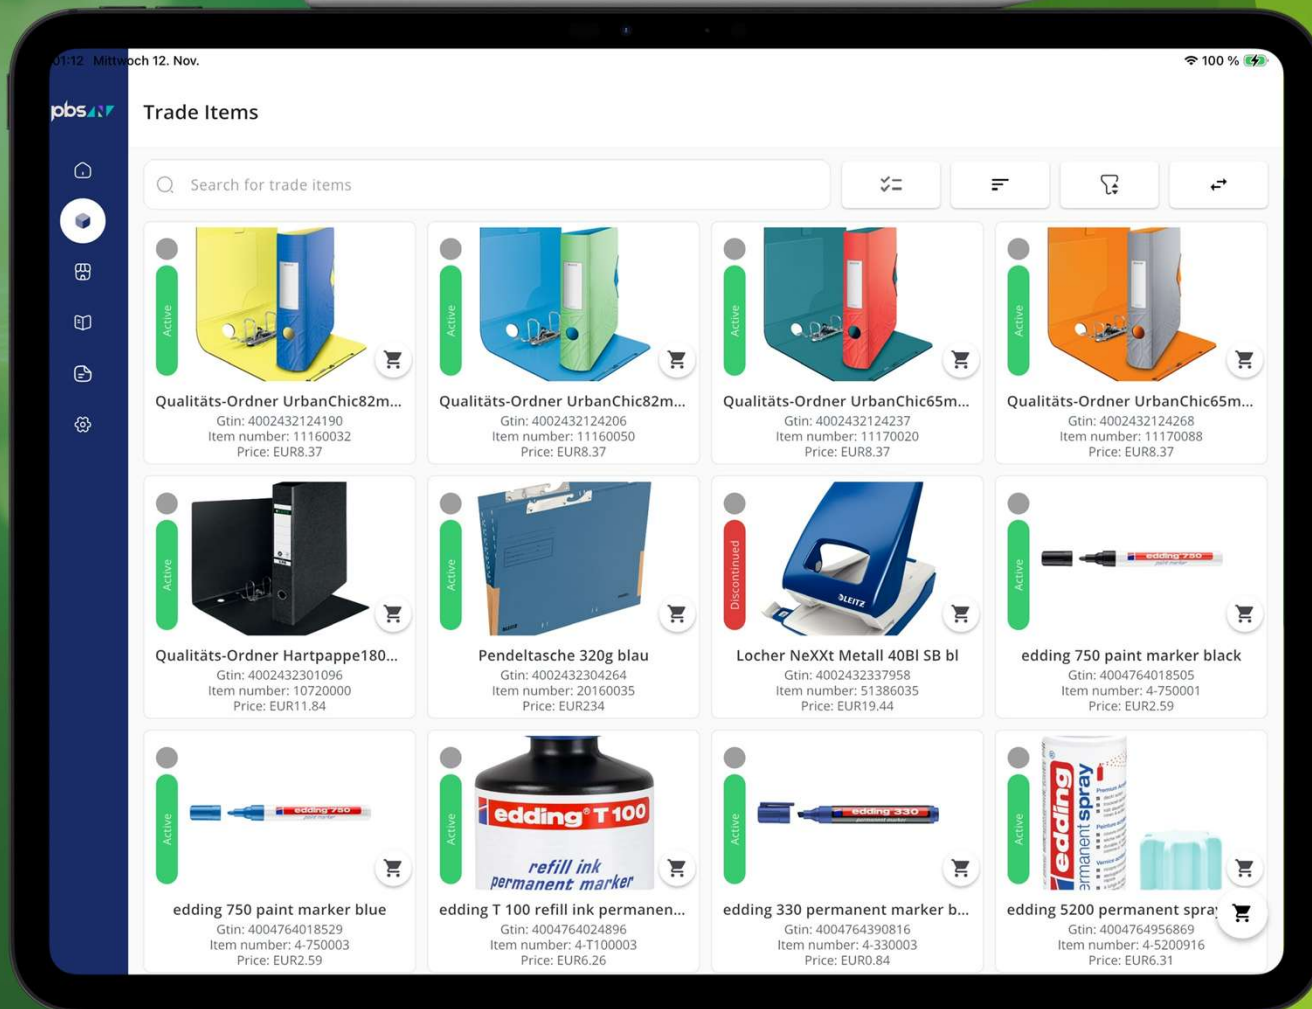 01:12 Mittwoch 12. Nov.
100 %
pbs
Trade Items
Search for trade items
Active
Qualitäts-Ordner UrbanChic82m...
Gtin: 4002432124190
Item number: 11160032
Price: EUR8.37
Active
Qualitäts-Ordner UrbanChic82m...
Gtin: 4002432124206
Item number: 11160050
Price: EUR8.37
Active
Qualitäts-Ordner UrbanChic65m...
Gtin: 4002432124237
Item number: 11170020
Price: EUR8.37
Active
Qualitäts-Ordner UrbanChic65m...
Gtin: 4002432124268
Item number: 11170088
Price: EUR8.37
Active
Qualitäts-Ordner Hartpappe180...
Gtin: 4002432301096
Item number: 10720000
Price: EUR11.84
Active
Pendeltasche 320g blau
Gtin: 4002432304264
Item number: 20160035
Price: EUR234
Discontinued
LEITZ
Locher NeXXt Metall 40Bl SB bl
Gtin: 4002432337958
Item number: 51386035
Price: EUR19.44
Active
edding 750
paint marker
edding 750 paint marker black
Gtin: 4004764018505
Item number: 4-750001
Price: EUR2.59
Active
edding 750
paint marker
edding 750 paint marker blue
Gtin: 4004764018529
Item number: 4-750003
Price: EUR2.59
Active
edding T 100
refill ink
permanent marker
edding T 100 refill ink permanen...
Gtin: 4004764024896
Item number: 4-T100003
Price: EUR6.26
Active
edding 330
permanent marker
edding 330 permanent marker b...
Gtin: 4004764390816
Item number: 4-330003
Price: EUR0.84
Active
edding
ermanent spray
edding 5200 permanent spra
Gtin: 4004764956869
Item number: 4-5200916
Price: EUR6.31